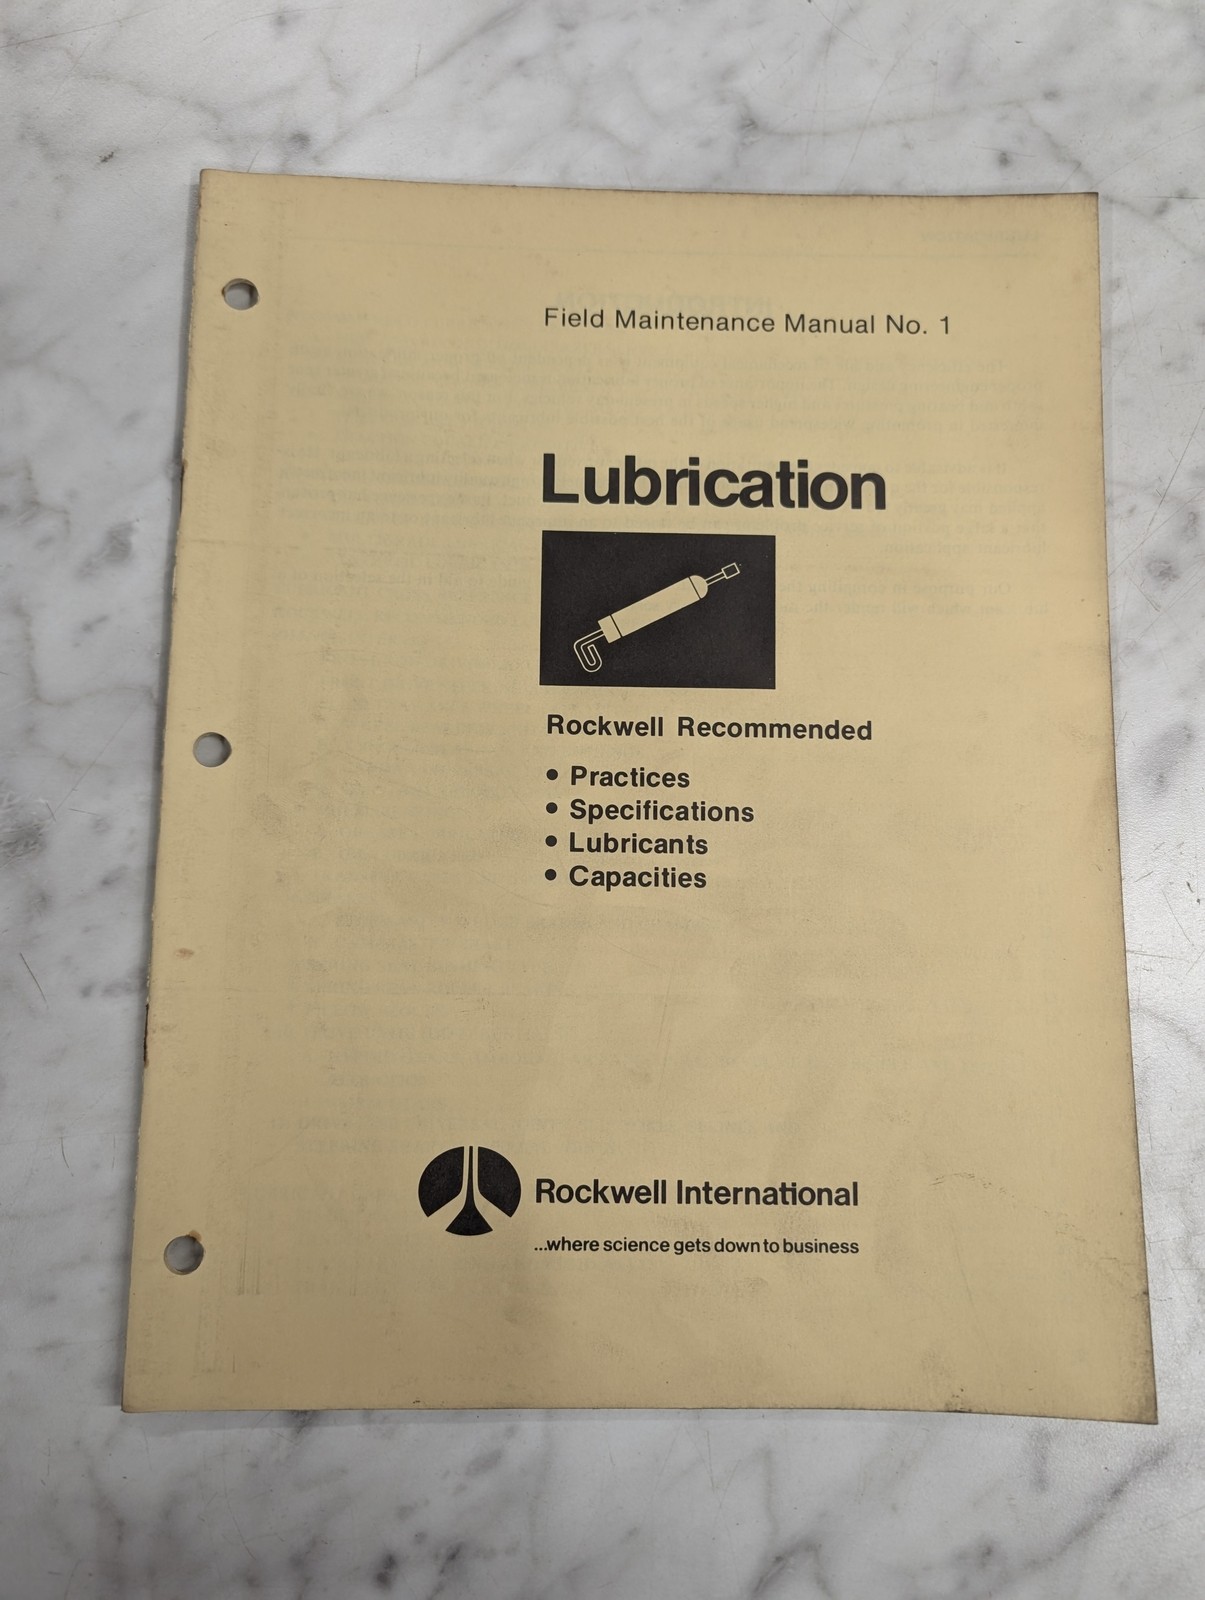 Field Maintenance Manual No. 1
Lubrication
Rockwell Recommended
• Practices
• Specifications
• Lubricants
• Capacities
Rockwell International
...where science gets down to business